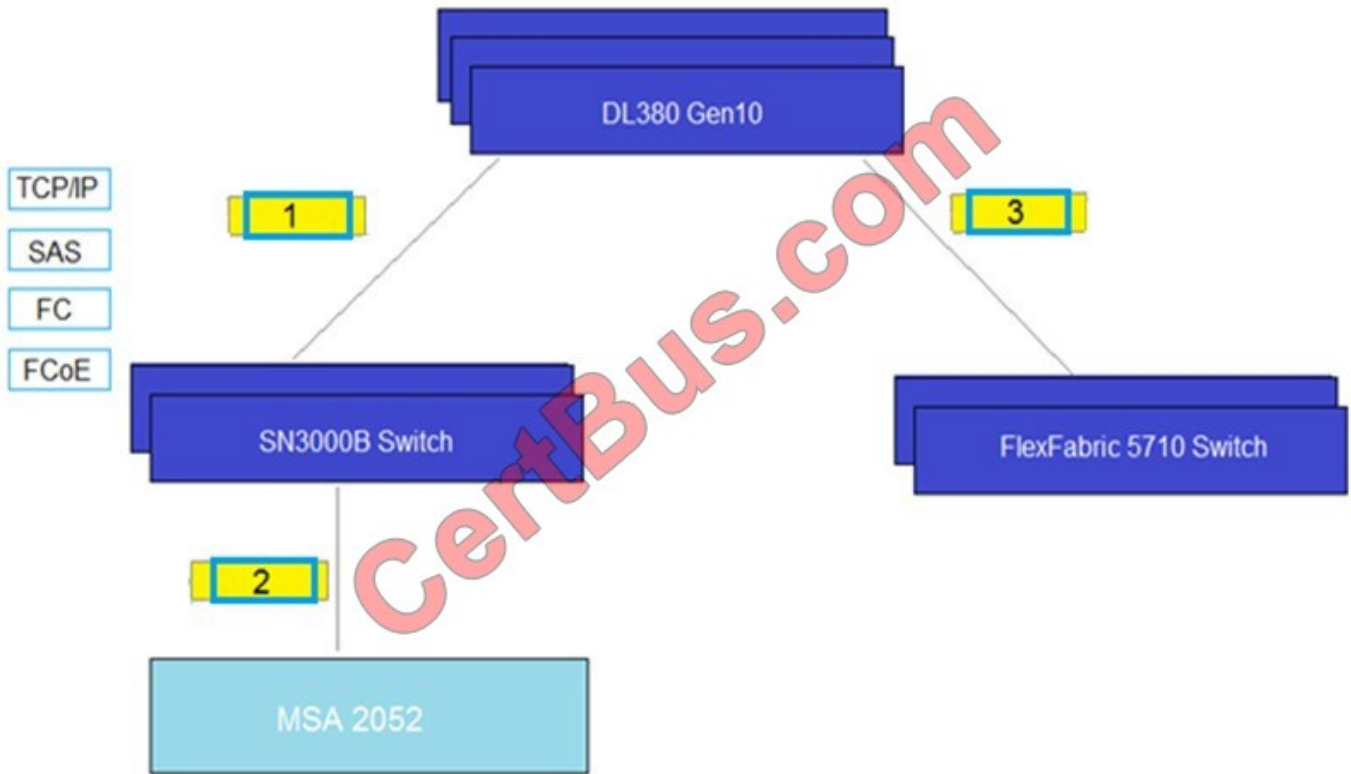 DL380 Gen10
TCP/IP
SAS
FC
FCoE
1
3
SN3000B Switch
FlexFabric 5710 Switch
2
MSA 2052
CertBus.com